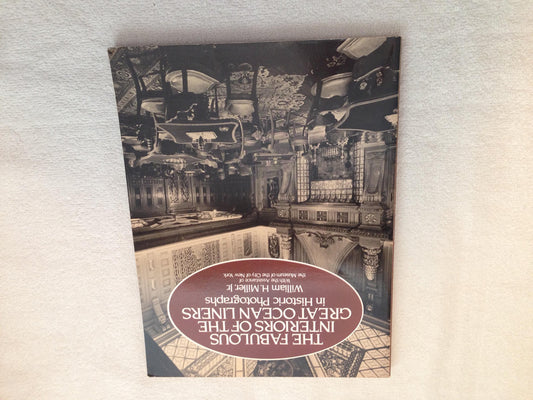 THE FABULOUS
INTERIORS OF THE
GREAT OCEAN LINERS
in Historic Photographs
William H. Miller, Jr.
With the Assistance of
the Museum of the City of New York